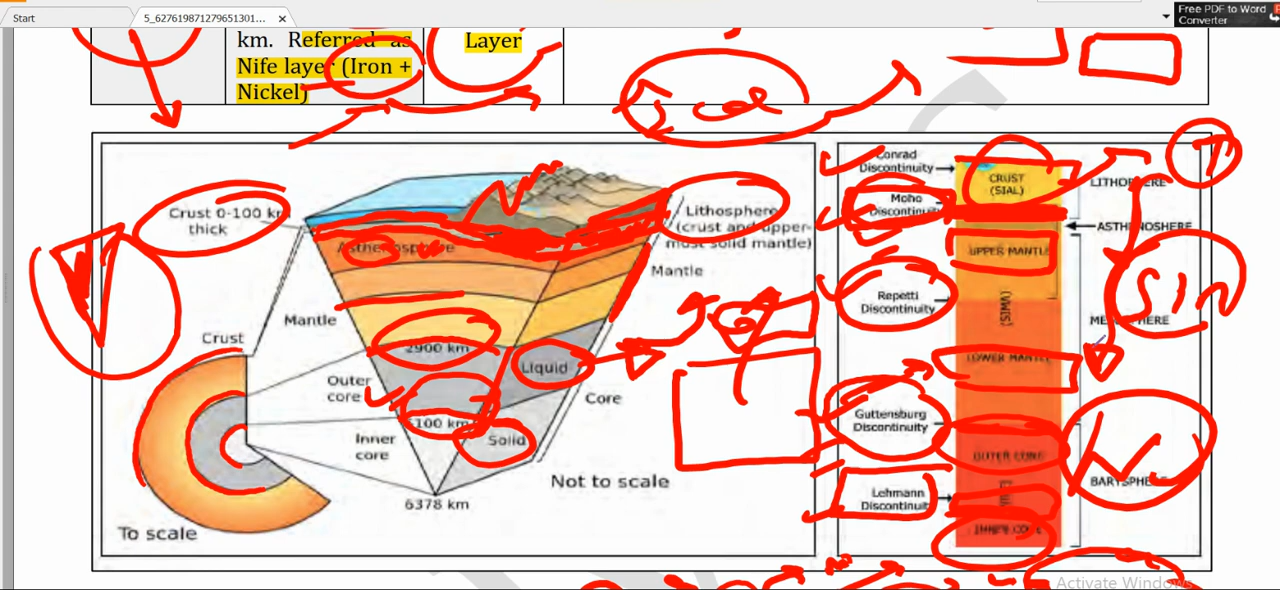 Start
5_627619871279651301...
Free PDF to Word
Converter
km. Referred as
Nife layer (Iron +
Nickel)
Layer
Crust 0-100 km
thick
Asthenosphere
Lithosphere
(crust and upper-
most solid mantle)
Mantle
Mantle
Crust
2900 km
Liquid
Outer
core
Core
5100 km
Inner
core
Solid
Not to scale
6378 km
To scale
Conrad
Discontinuity
CRUST
(SIAL)
LITHOSPHERE
Moho
Discontinuity
ASTHENOSHERE
UPPER MANTLE
Repetti
Discontinuity
(SIMA)
LOWER MANTLE
Guttensburg
Discontinuity
OUTER CORE
BARYSPHERE
Lehmann
Discontinuity
INNER CORE
Activate Windows